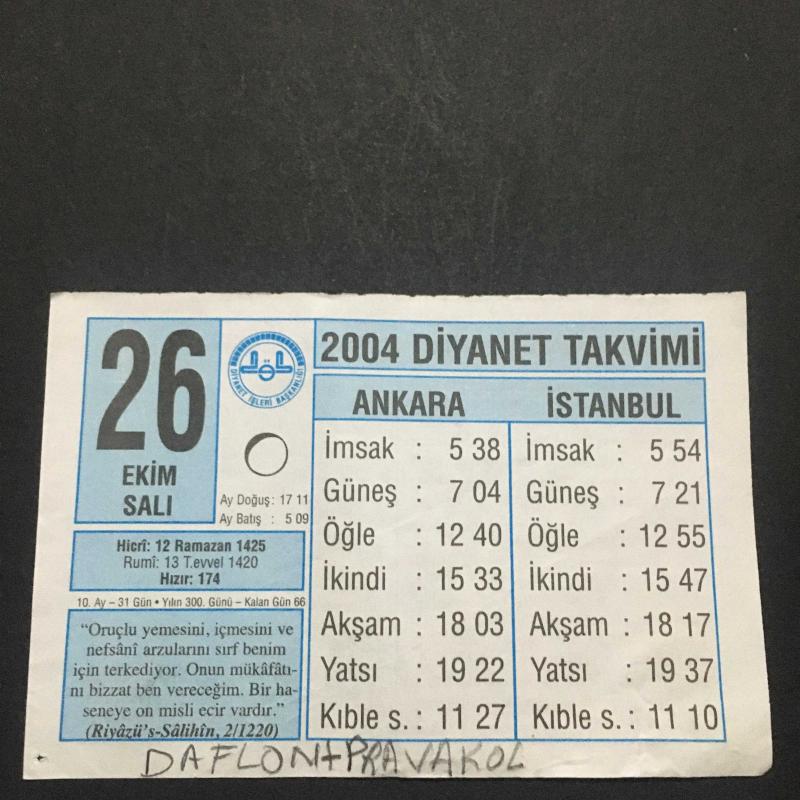 26
EKİM
SALI
DİYANET İŞLERİ BAŞKANLIĞI
Ay Doğuş: 17 11
Ay Batış : 5 09
Hicrî: 12 Ramazan 1425
Rumî: 13 T.evvel 1420
Hızır: 174
10. Ay – 31 Gün • Yılın 300. Günü – Kalan Gün 66
“Oruçlu yemesini, içmesini ve
nefsânî arzularını sırf benim
için terkediyor. Onun mükâfâtı-
nı bizzat ben vereceğim. Bir ha-
seneye on misli ecir vardır.”
(Riyâzü's-Sâlihîn, 2/1220)
2004 DİYANET TAKVİMİ
ANKARA
İmsak : 5 38
Güneş : 7 04
Öğle : 12 40
İkindi : 15 33
Akşam : 18 03
Yatsı : 19 22
Kıble s. : 11 27
İSTANBUL
İmsak : 5 54
Güneş : 7 21
Öğle : 12 55
İkindi : 15 47
Akşam : 18 17
Yatsı : 19 37
Kıble s. : 11 10
DAFLON+PRAVAKOL